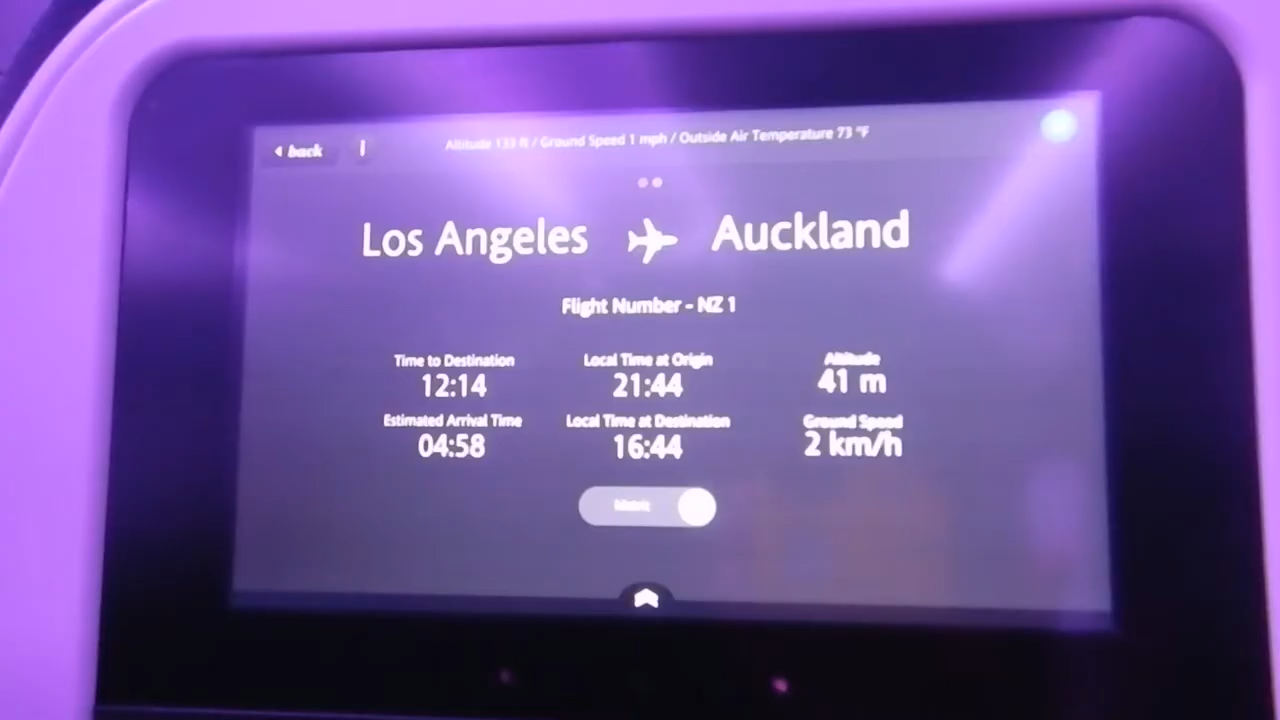 back
Altitude 133 ft / Ground Speed 1 mph / Outside Air Temperature 73 °F
Los Angeles Auckland
Flight Number - NZ 1
Time to Destination Local Time at Origin Altitude
12:14 21:44 41 m
Estimated Arrival Time Local Time at Destination Ground Speed
04:58 16:44 2 km/h
Metric